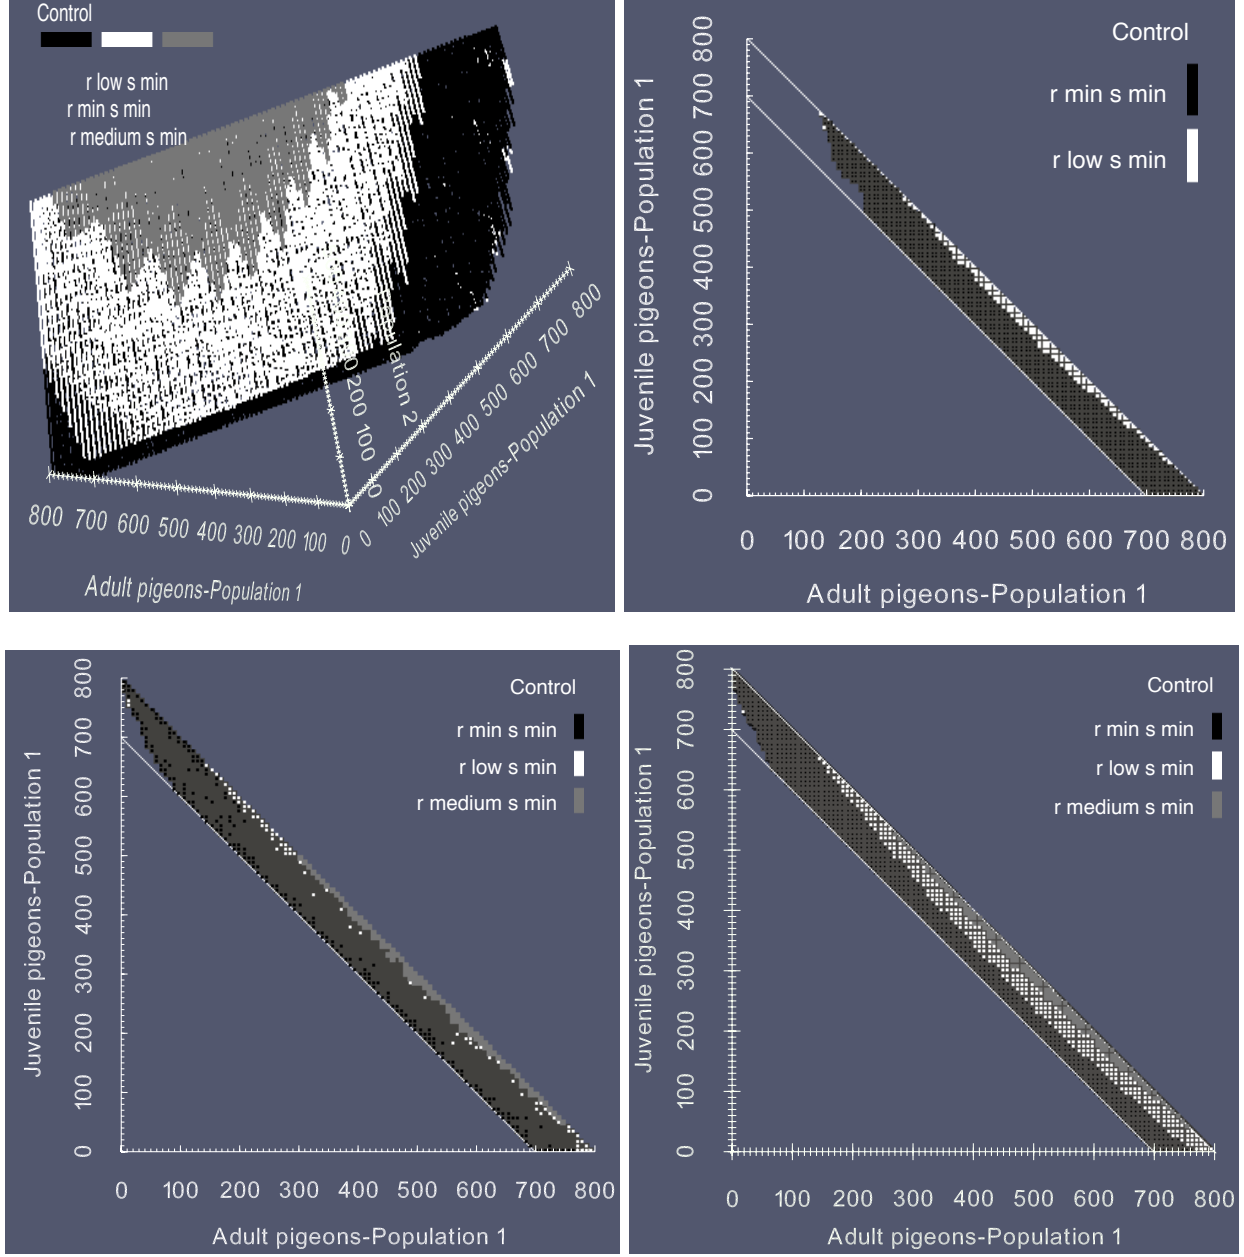 Control
r low s min
r min s min
r medium s min
0 200 100 0
pulation 2
800 700 600 500 400 300 200 100 0
0 100 200 300 400 500 600 700 800
Juvenile pigeons-Population 1
Adult pigeons-Population 1
Control
r min s min
r low s min
Juvenile pigeons-Population 1
800
700
600
500
400
300
200
100
0
0 100 200 300 400 500 600 700 800
Adult pigeons-Population 1
Control
r min s min
r low s min
r medium s min
Juvenile pigeons-Population 1
800
700
600
500
400
300
200
100
0
0 100 200 300 400 500 600 700 800
Adult pigeons-Population 1
Control
r min s min
r low s min
r medium s min
Juvenile pigeons-Population 1
800
700
600
500
400
300
200
100
0
0 100 200 300 400 500 600 700 800
Adult pigeons-Population 1